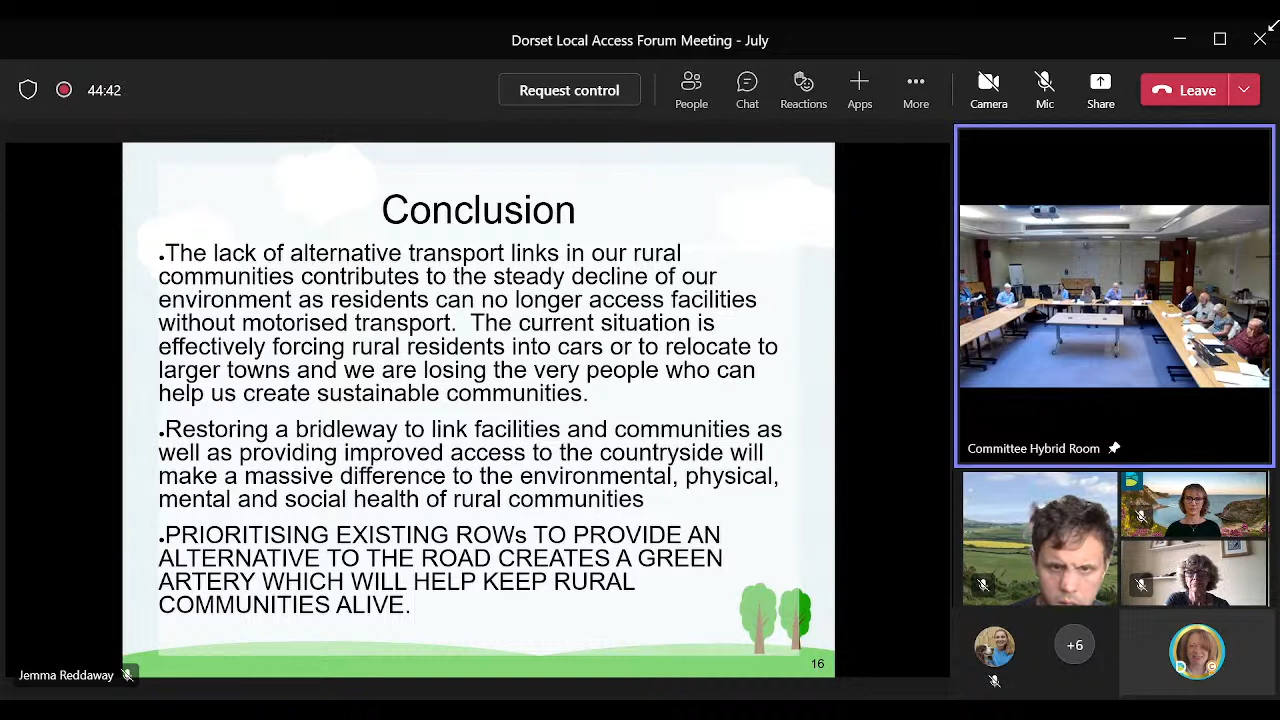 Dorset Local Access Forum Meeting - July
44:42
Request control
People
Chat
Reactions
Apps
More
Camera
Mic
Share
Leave
Conclusion
•The lack of alternative transport links in our rural
communities contributes to the steady decline of our
environment as residents can no longer access facilities
without motorised transport.  The current situation is
effectively forcing rural residents into cars or to relocate to
larger towns and we are losing the very people who can
help us create sustainable communities.
•Restoring a bridleway to link facilities and communities as
well as providing improved access to the countryside will
make a massive difference to the environmental, physical,
mental and social health of rural communities
•PRIORITISING EXISTING ROWs TO PROVIDE AN
ALTERNATIVE TO THE ROAD CREATES A GREEN
ARTERY WHICH WILL HELP KEEP RURAL
COMMUNITIES ALIVE.
16
Jemma Reddaway
Committee Hybrid Room
+6
D C